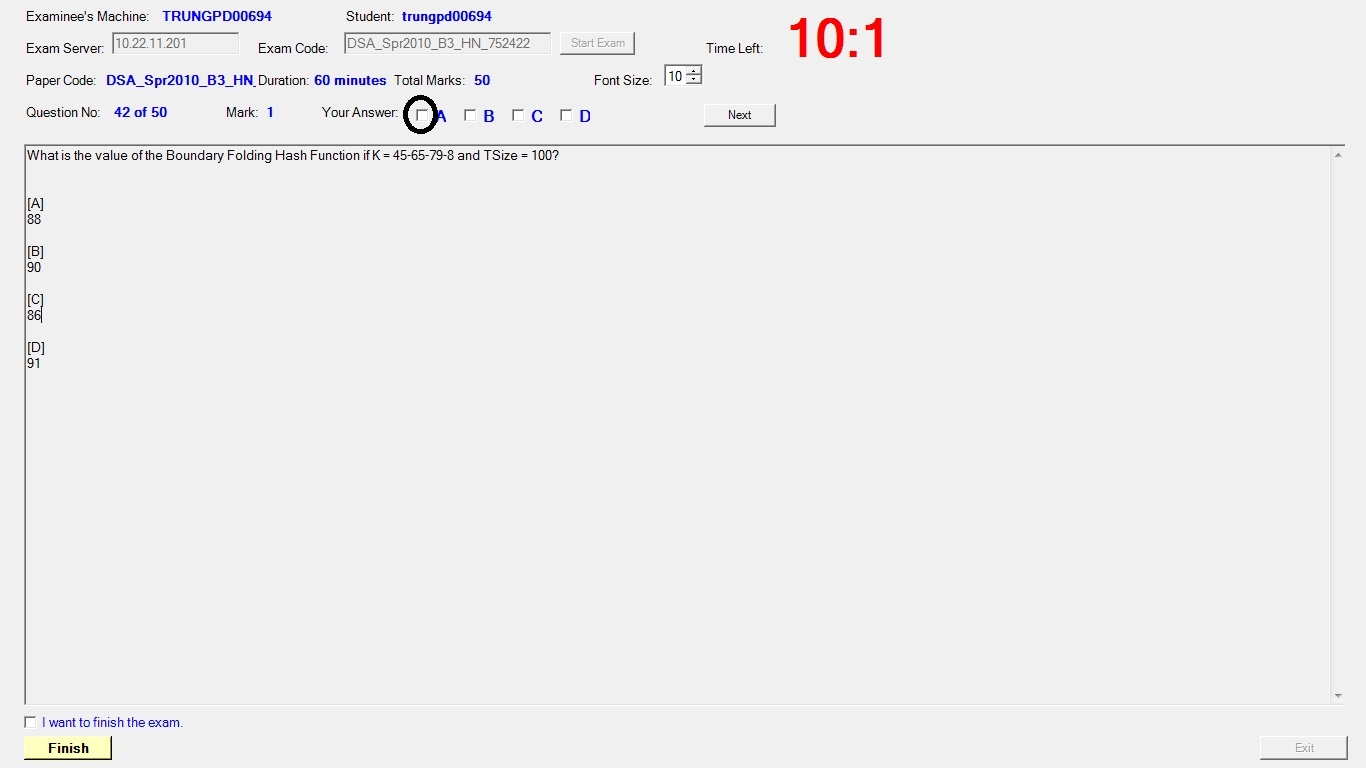 Examinee's Machine: TRUNGPD00694 Student: trungpd00694
Exam Server: 10.22.11.201 Exam Code: DSA_Spr2010_B3_HN_752422 Start Exam Time Left: 10:1
Paper Code: DSA_Spr2010_B3_HN_ Duration: 60 minutes Total Marks: 50 Font Size: 10
Question No: 42 of 50 Mark: 1 Your Answer: A B C D Next
What is the value of the Boundary Folding Hash Function if K = 45-65-79-8 and TSize = 100?
[A]
88
[B]
90
[C]
86
[D]
91
I want to finish the exam.
Finish Exit